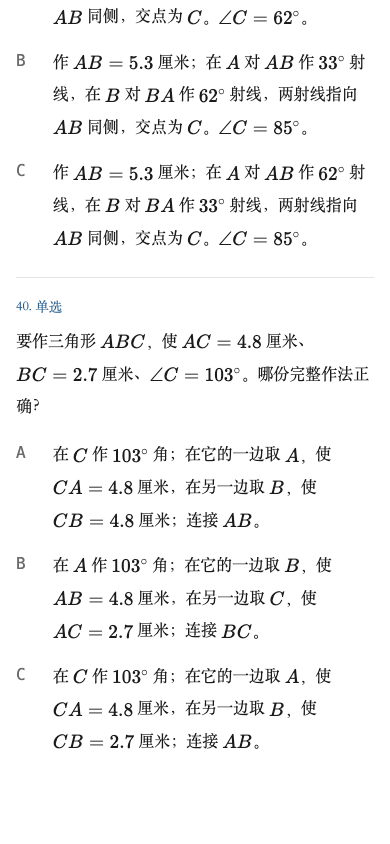 AB 同侧，交点为 C。∠C = 62°。
B 作 AB = 5.3 厘米；在 A 对 AB 作 33° 射
线，在 B 对 BA 作 62° 射线，两射线指向
AB 同侧，交点为 C。∠C = 85°。
C 作 AB = 5.3 厘米；在 A 对 AB 作 62° 射
线，在 B 对 BA 作 33° 射线，两射线指向
AB 同侧，交点为 C。∠C = 85°。
40. 单选
要作三角形 ABC，使 AC = 4.8 厘米、
BC = 2.7 厘米、∠C = 103°。哪份完整作法正
确？
A 在 C 作 103° 角；在它的一边取 A，使
CA = 4.8 厘米，在另一边取 B，使
CB = 4.8 厘米；连接 AB。
B 在 A 作 103° 角；在它的一边取 B，使
AB = 4.8 厘米，在另一边取 C，使
AC = 2.7 厘米；连接 BC。
C 在 C 作 103° 角；在它的一边取 A，使
CA = 4.8 厘米，在另一边取 B，使
CB = 2.7 厘米；连接 AB。